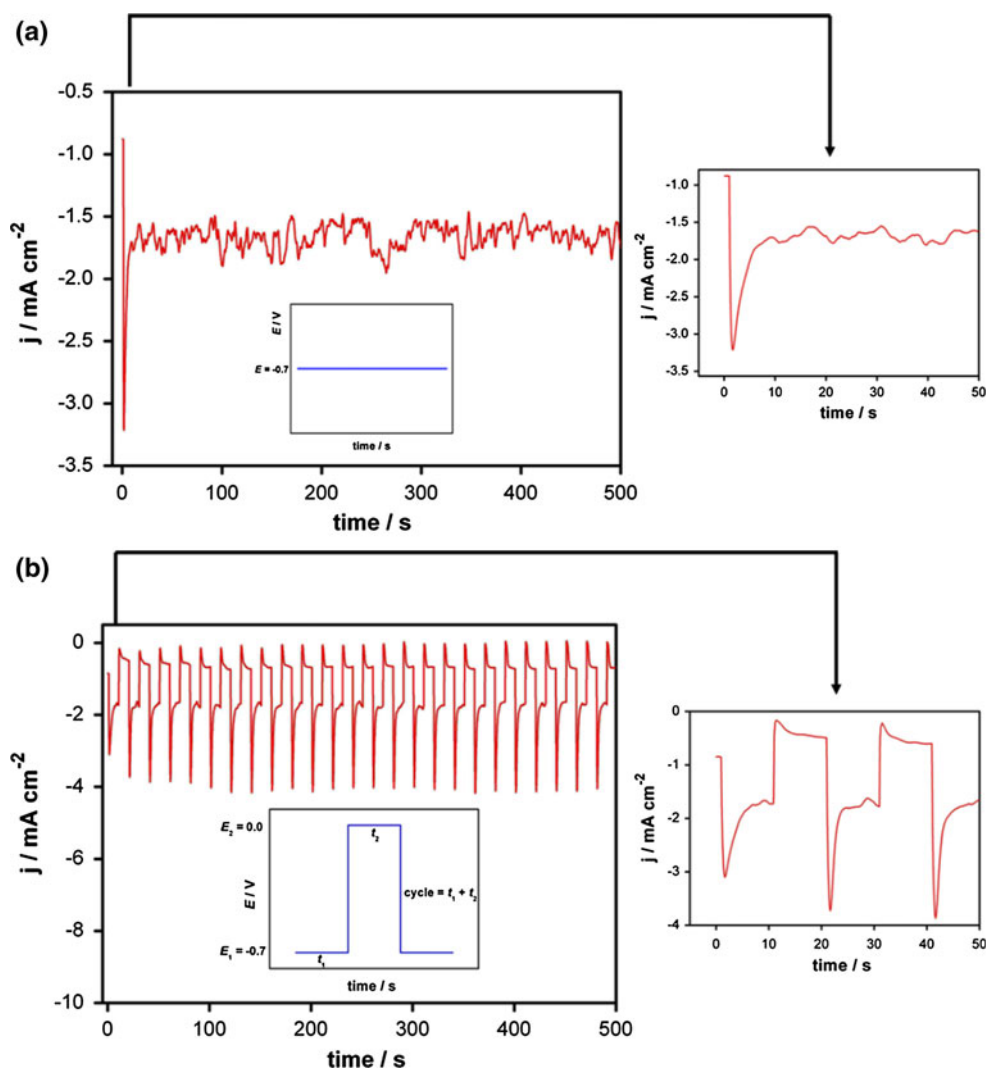 (a)
j / mA cm⁻²
-0.5
-1.0
-1.5
-2.0
-2.5
-3.0
-3.5
0 100 200 300 400 500
time / s
E / V
E = -0.7
time / s
j / mA cm⁻²
-1.0
-1.5
-2.0
-2.5
-3.0
-3.5
0 10 20 30 40 50
time / s
(b)
j / mA cm⁻²
0
-2
-4
-6
-8
-10
0 100 200 300 400 500
time / s
E / V
E₂ = 0.0
t₂
cycle = t₁ + t₂
E₁ = -0.7
t₁
time / s
j / mA cm⁻²
0
-1
-2
-3
-4
0 10 20 30 40 50
time / s